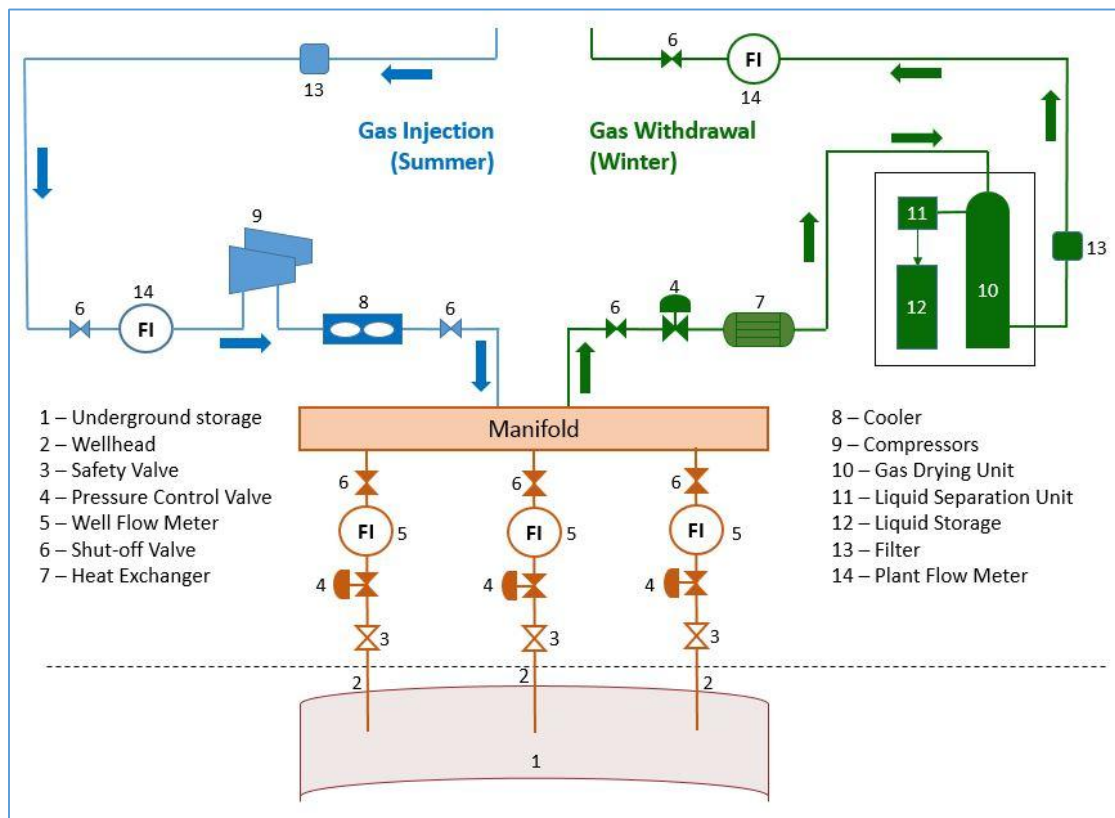 6
FI
14
13
Gas Injection
(Summer)
Gas Withdrawal
(Winter)
9
11
13
12
10
6
14
FI
8
6
6
4
7
Manifold
1 – Underground storage
2 – Wellhead
3 – Safety Valve
4 – Pressure Control Valve
5 – Well Flow Meter
6 – Shut-off Valve
7 – Heat Exchanger
8 – Cooler
9 – Compressors
10 – Gas Drying Unit
11 – Liquid Separation Unit
12 – Liquid Storage
13 – Filter
14 – Plant Flow Meter
6
6
6
FI
5
FI
5
FI
5
4
4
4
3
3
3
2
2
2
1